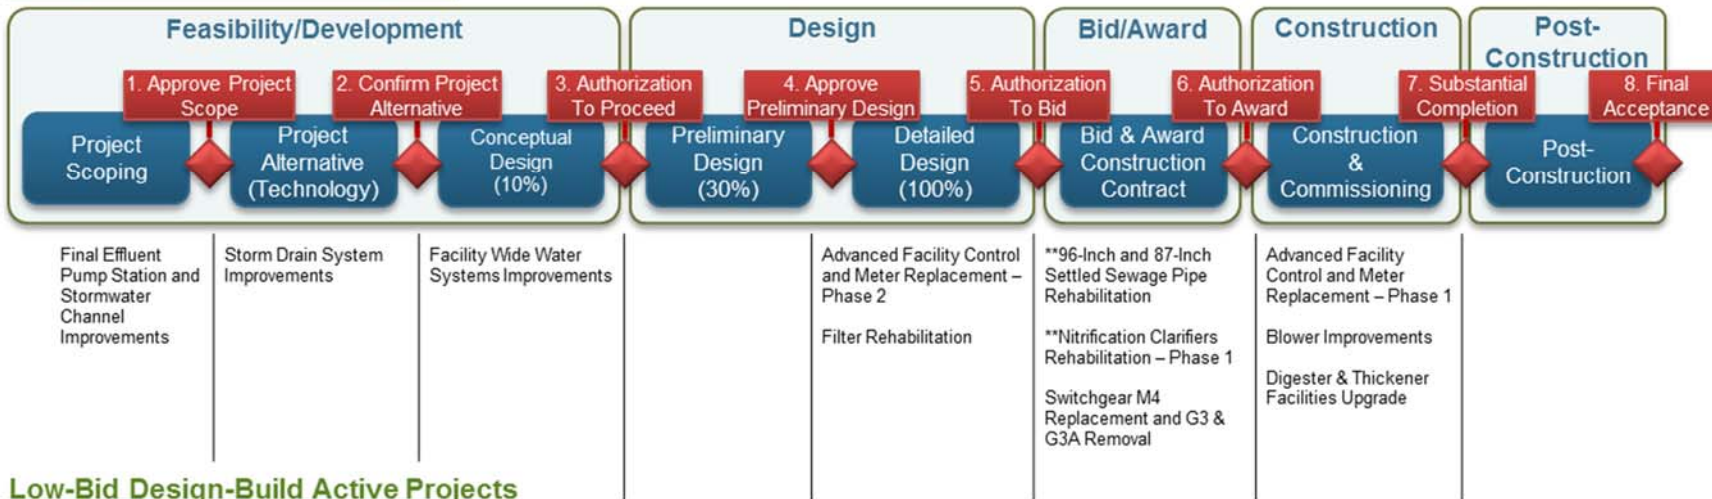 Feasibility/Development
Design
Bid/Award
Construction
Post-
Construction
1. Approve Project
Scope
2. Confirm Project
Alternative
3. Authorization
To Proceed
4. Approve
Preliminary Design
5. Authorization
To Bid
6. Authorization
To Award
7. Substantial
Completion
8. Final
Acceptance
Project
Scoping
Project
Alternative
(Technology)
Conceptual
Design
(10%)
Preliminary
Design
(30%)
Detailed
Design
(100%)
Bid & Award
Construction
Contract
Construction
&
Commissioning
Post-
Construction
Final Effluent
Pump Station and
Stormwater
Channel
Improvements
Storm Drain System
Improvements
Facility Wide Water
Systems Improvements
Advanced Facility Control
and Meter Replacement –
Phase 2
Filter Rehabilitation
**96-Inch and 87-Inch
Settled Sewage Pipe
Rehabilitation
**Nitrification Clarifiers
Rehabilitation – Phase 1
Switchgear M4
Replacement and G3 &
G3A Removal
Advanced Facility
Control and Meter
Replacement – Phase 1
Blower Improvements
Digester & Thickener
Facilities Upgrade
Low-Bid Design-Build Active Projects